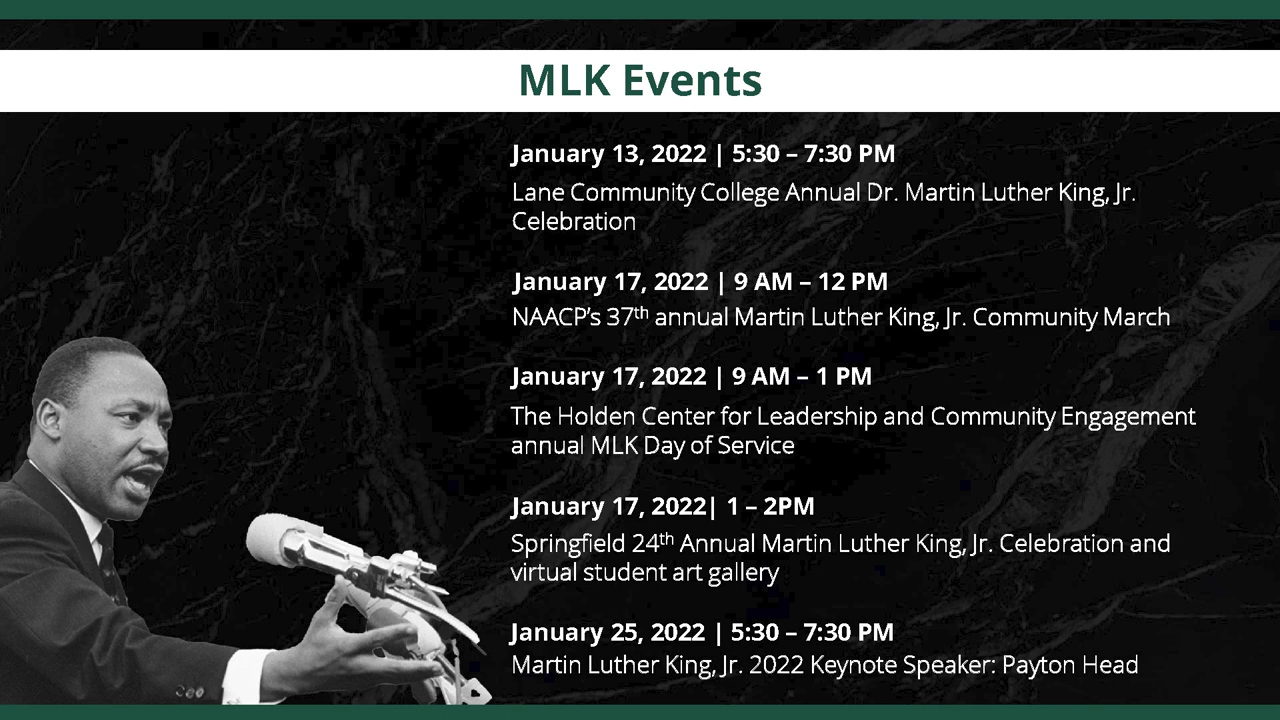 MLK Events
January 13, 2022 | 5:30 – 7:30 PM
Lane Community College Annual Dr. Martin Luther King, Jr.
Celebration
January 17, 2022 | 9 AM – 12 PM
NAACP's 37th annual Martin Luther King, Jr. Community March
January 17, 2022 | 9 AM – 1 PM
The Holden Center for Leadership and Community Engagement
annual MLK Day of Service
January 17, 2022| 1 – 2PM
Springfield 24th Annual Martin Luther King, Jr. Celebration and
virtual student art gallery
January 25, 2022 | 5:30 – 7:30 PM
Martin Luther King, Jr. 2022 Keynote Speaker: Payton Head